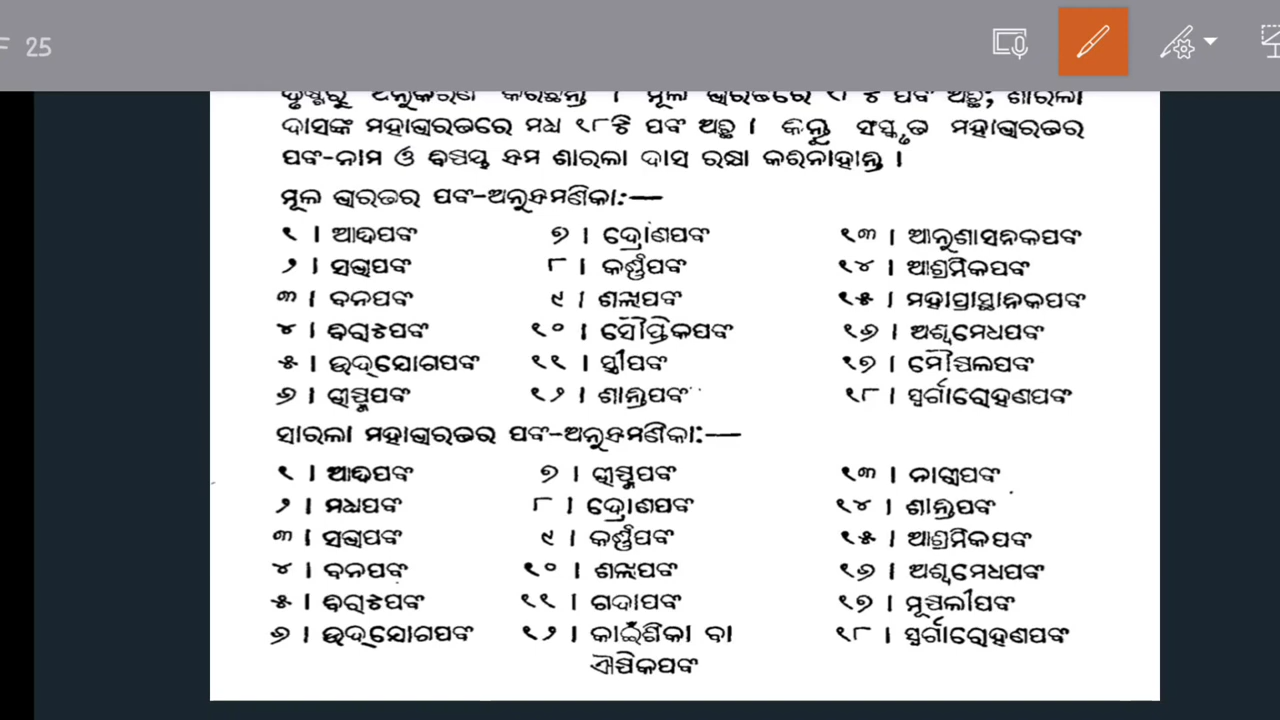 F 25
ଦୃଷ୍ଟିରୁ ଅନୁକରଣ କରିଛନ୍ତି । ମୂଳ ଭାରତରେ ୧୮ଟି ପର୍ବ ଅଛି; ଶାରଳା
ଦାସଙ୍କ ମହାଭାରତରେ ମଧ୍ୟ ୧୮ଟି ପର୍ବ ଅଛି । କିନ୍ତୁ ସଂସ୍କୃତ ମହାଭାରତର
ପର୍ବ-ନାମ ଓ ବିଷୟ କ୍ରମ ଶାରଳା ଦାସ ରକ୍ଷା କରିନାହାନ୍ତି ।
ମୂଳ ଭାରତର ପର୍ବ-ଅନୁକ୍ରମଣିକା:—
୧ । ଆଦିପର୍ବ ୭ । ଦ୍ରୋଣପର୍ବ ୧୩ । ଆନୁଶାସନିକପର୍ବ
୨ । ସଭାପର୍ବ ୮ । କର୍ଣ୍ଣପର୍ବ ୧୪ । ଆଶ୍ରମିକପର୍ବ
୩ । ବନପର୍ବ ୯ । ଶଲ୍ୟପର୍ବ ୧୫ । ମହାପ୍ରାସ୍ଥାନିକପର୍ବ
୪ । ବିରାଟପର୍ବ ୧୦ । ସୌପ୍ତିକପର୍ବ ୧୬ । ଅଶ୍ୱମେଧପର୍ବ
୫ । ଉଦ୍‌ଯୋଗପର୍ବ ୧୧ । ସ୍ତ୍ରୀପର୍ବ ୧୭ । ମୌଷଲପର୍ବ
୬ । ଭୀଷ୍ମପର୍ବ ୧୨ । ଶାନ୍ତିପର୍ବ ୧୮ । ସ୍ୱର୍ଗାରୋହଣପର୍ବ
ସାରଳା ମହାଭାରତର ପର୍ବ-ଅନୁକ୍ରମଣିକା:—
୧ । ଆଦିପର୍ବ ୭ । ଭୀଷ୍ମପର୍ବ ୧୩ । ନାରୀପର୍ବ
୨ । ମଧ୍ୟପର୍ବ ୮ । ଦ୍ରୋଣପର୍ବ ୧୪ । ଶାନ୍ତିପର୍ବ
୩ । ସଭାପର୍ବ ୯ । କର୍ଣ୍ଣପର୍ବ ୧୫ । ଆଶ୍ରମିକପର୍ବ
୪ । ବନପର୍ବ ୧୦ । ଶଲ୍ୟପର୍ବ ୧୬ । ଅଶ୍ୱମେଧପର୍ବ
୫ । ବିରାଟପର୍ବ ୧୧ । ଗଦାପର୍ବ ୧୭ । ମୂଷଲୀପର୍ବ
୬ । ଉଦ୍‌ଯୋଗପର୍ବ ୧୨ । କାଇଁଶିକା ବା ୧୮ । ସ୍ୱର୍ଗାରୋହଣପର୍ବ
ଐଷିକପର୍ବ